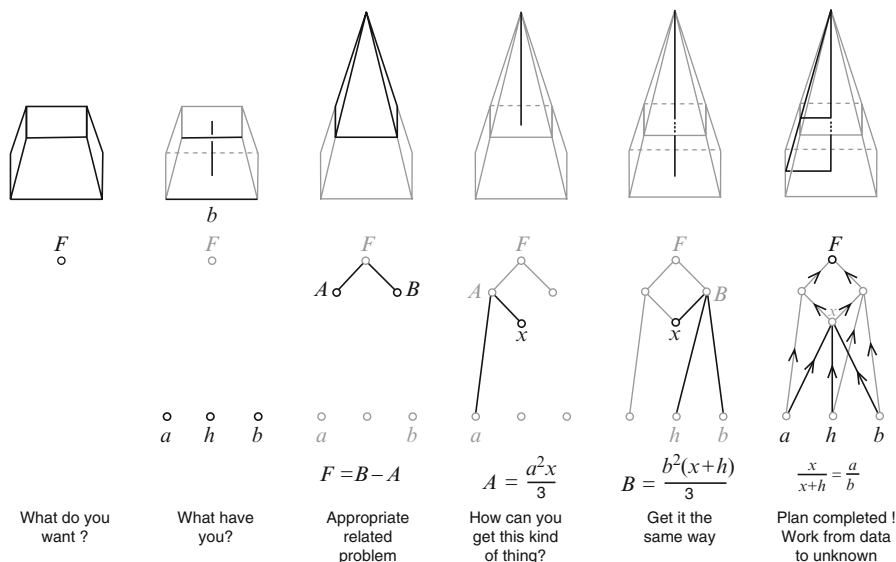 b
F
F
F
A
B
F
A
x
F
B
x
F
x
a
h
b
a
b
a
h
b
a
h
b
F = B – A
A = a²x / 3
B = b²(x+h) / 3
x / x+h = a / b
What do you
want ?
What have
you?
Appropriate
related
problem
How can you
get this kind
of thing?
Get it the
same way
Plan completed !
Work from data
to unknown